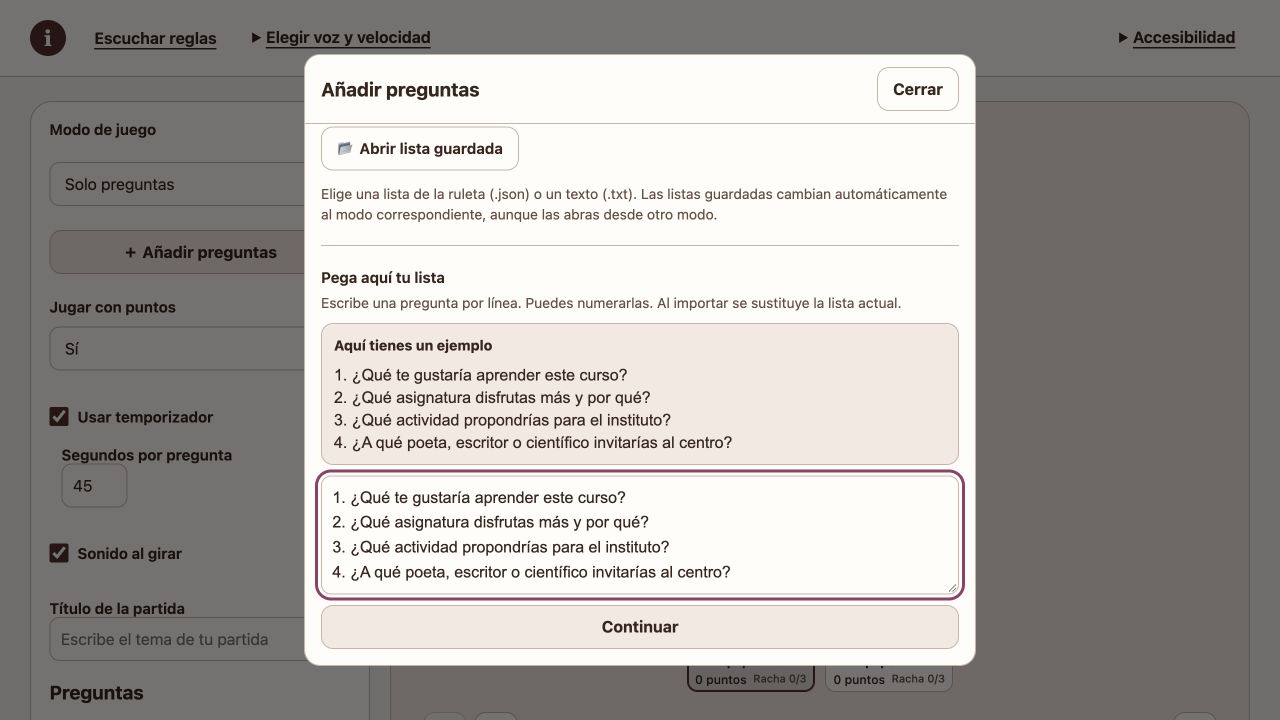 i
Escuchar reglas
▶ Elegir voz y velocidad
▶ Accesibilidad
Modo de juego
Solo preguntas
+ Añadir preguntas
Jugar con puntos
Sí
Usar temporizador
Segundos por pregunta
45
Sonido al girar
Título de la partida
Escribe el tema de tu partida
Preguntas
Añadir preguntas
Cerrar
Abrir lista guardada
Elige una lista de la ruleta (.json) o un texto (.txt). Las listas guardadas cambian automáticamente
al modo correspondiente, aunque las abras desde otro modo.
Pega aquí tu lista
Escribe una pregunta por línea. Puedes numerarlas. Al importar se sustituye la lista actual.
Aquí tienes un ejemplo
1. ¿Qué te gustaría aprender este curso?
2. ¿Qué asignatura disfrutas más y por qué?
3. ¿Qué actividad propondrías para el instituto?
4. ¿A qué poeta, escritor o científico invitarías al centro?
1. ¿Qué te gustaría aprender este curso?
2. ¿Qué asignatura disfrutas más y por qué?
3. ¿Qué actividad propondrías para el instituto?
4. ¿A qué poeta, escritor o científico invitarías al centro?
Continuar
0 puntos Racha 0/3
0 puntos Racha 0/3